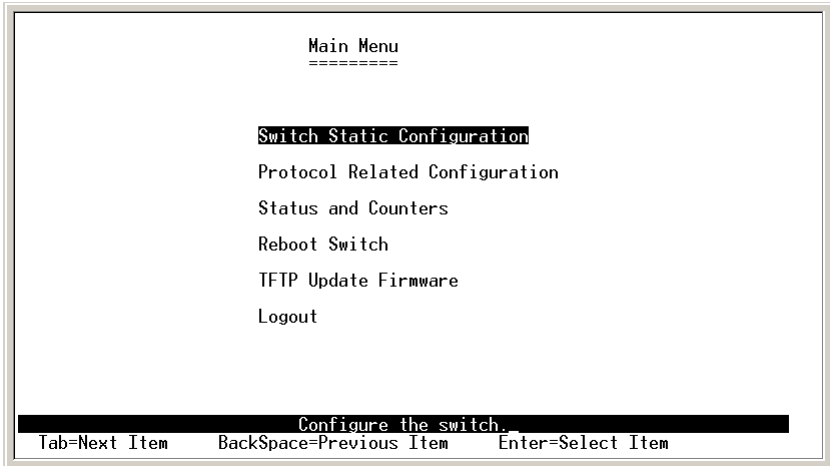 Main Menu
=========
Switch Static Configuration
Protocol Related Configuration
Status and Counters
Reboot Switch
TFTP Update Firmware
Logout
Configure the switch._
Tab=Next Item BackSpace=Previous Item Enter=Select Item